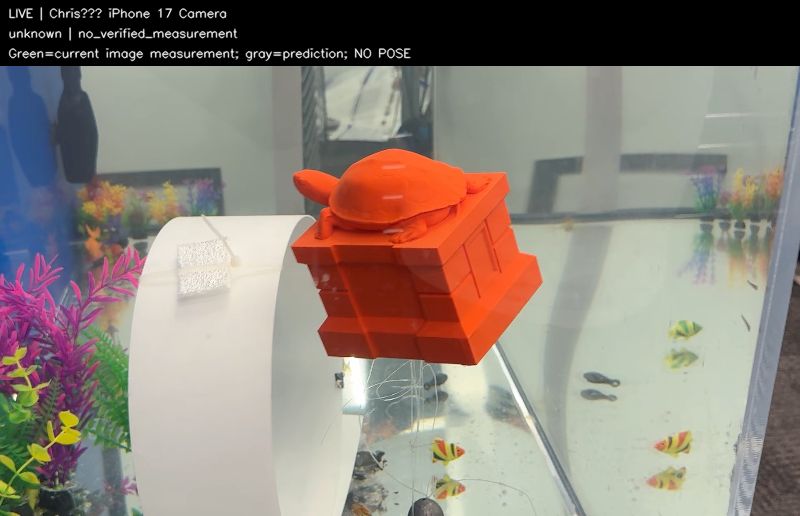 LIVE | Chris??? iPhone 17 Camera
unknown | no_verified_measurement
Green=current image measurement; gray=prediction; NO POSE